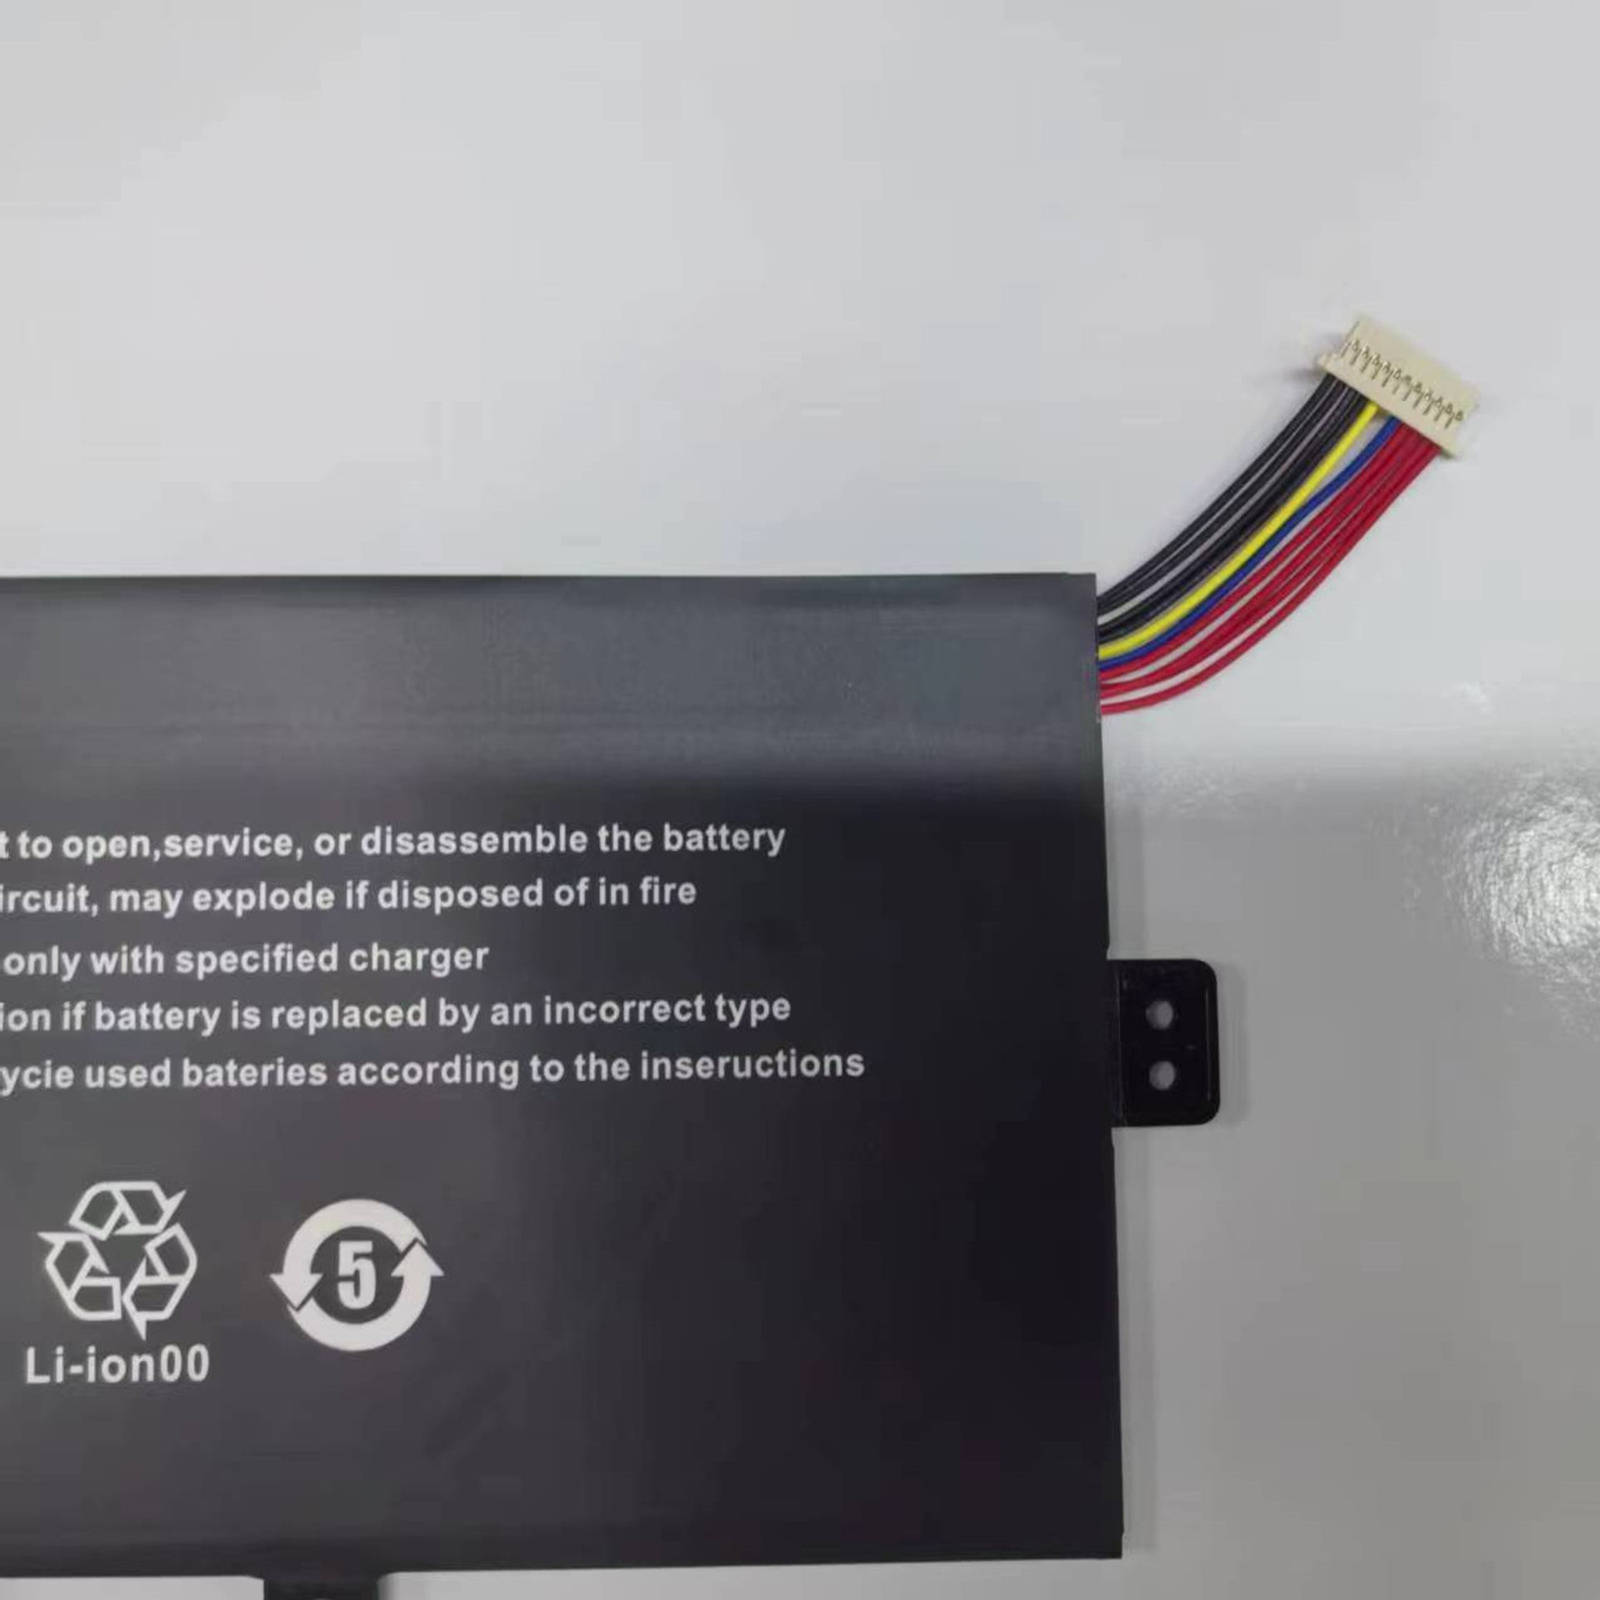 t to open,service, or disassemble the battery
ircuit, may explode if disposed of in fire
only with specified charger
ion if battery is replaced by an incorrect type
ycie used bateries according to the inseructions
5
Li-ion00